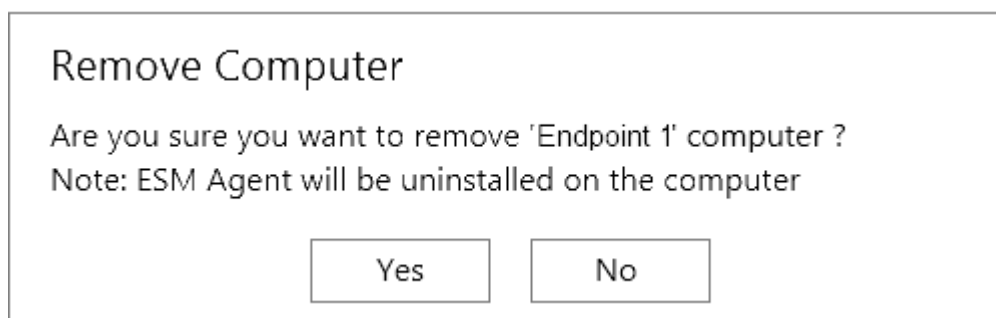 Remove Computer
Are you sure you want to remove 'Endpoint 1' computer ?
Note: ESM Agent will be uninstalled on the computer
Yes No